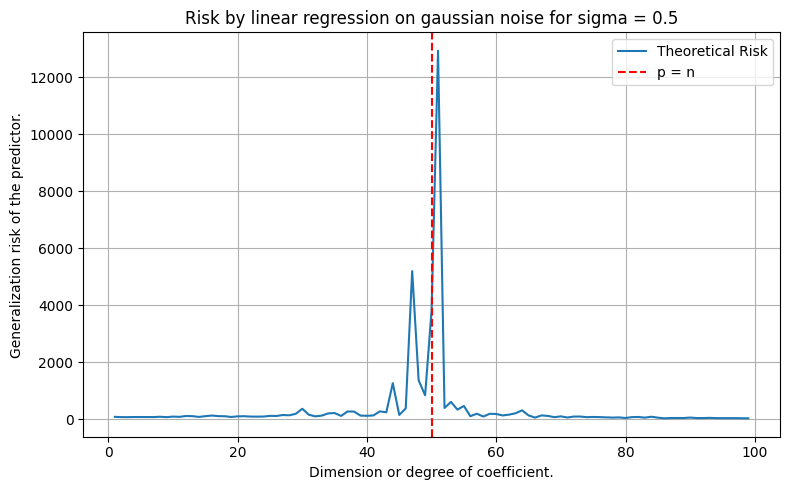 Risk by linear regression on gaussian noise for sigma = 0.5
Theoretical Risk
p = n
Generalization risk of the predictor.
12000
10000
8000
6000
4000
2000
0
0 20 40 60 80 100
Dimension or degree of coefficient.